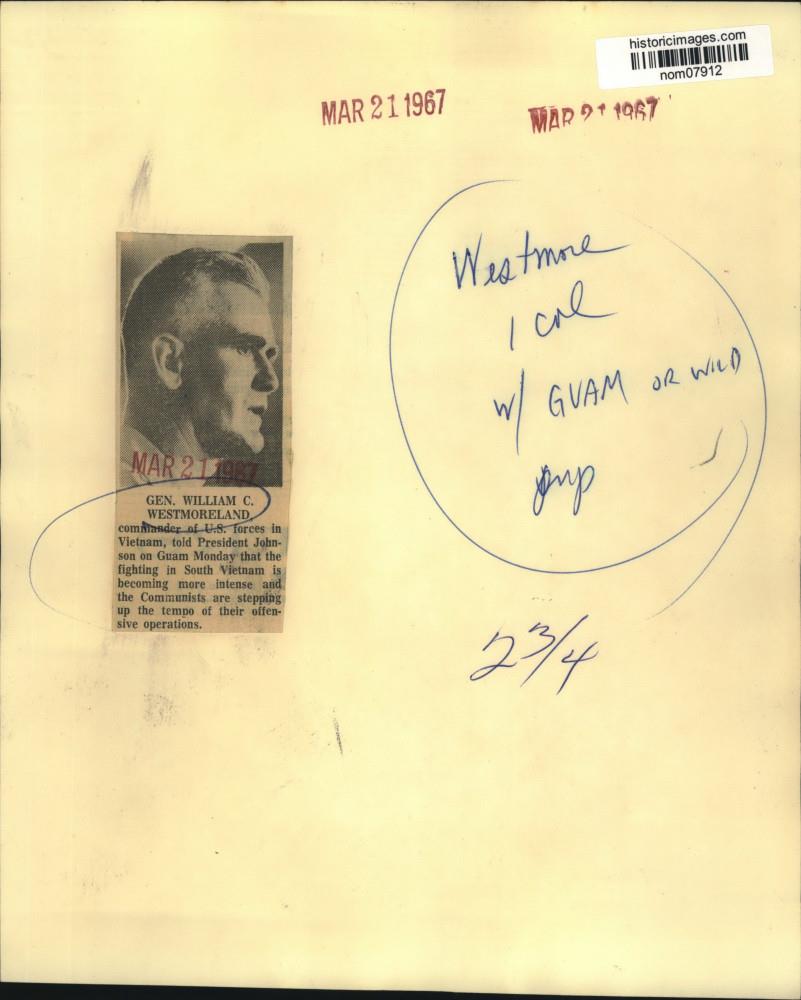 historicimages.com
nom07912
MAR 21 1967
MAR 21 1967
Westmore
1 col
W/ GUAM OR WILD
MAR 21 1967
GEN. WILLIAM C.
WESTMORELAND,
commander of U.S. forces in
Vietnam, told President John-
son on Guam Monday that the
fighting in South Vietnam is
becoming more intense and
the Communists are stepping
up the tempo of their offen-
sive operations.
2 3/4